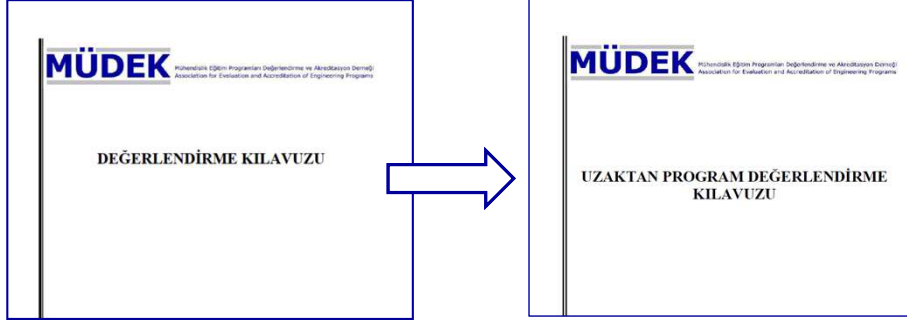 MÜDEK
Mühendislik Eğitim Programları Değerlendirme ve Akreditasyon Derneği
Association for Evaluation and Accreditation of Engineering Programs
DEĞERLENDİRME KILAVUZU
MÜDEK
Mühendislik Eğitim Programları Değerlendirme ve Akreditasyon Derneği
Association for Evaluation and Accreditation of Engineering Programs
UZAKTAN PROGRAM DEĞERLENDİRME
KILAVUZU